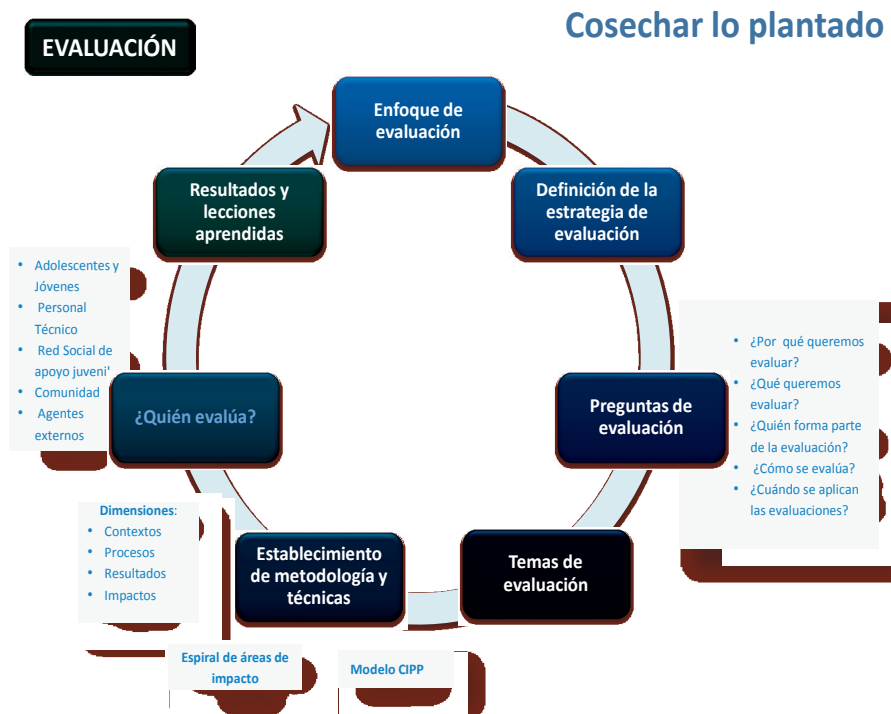 Cosechar lo plantado
EVALUACIÓN
Enfoque de
evaluación
Definición de la
estrategia de
evaluación
Preguntas de
evaluación
• ¿Por qué queremos
evaluar?
• ¿Qué queremos
evaluar?
• ¿Quién forma parte
de la evaluación?
• ¿Cómo se evalúa?
• ¿Cuándo se aplican
las evaluaciones?
Temas de
evaluación
Establecimiento
de metodología y
técnicas
Dimensiones:
• Contextos
• Procesos
• Resultados
• Impactos
Espiral de áreas de
impacto
Modelo CIPP
¿Quién evalúa?
• Adolescentes y
Jóvenes
• Personal
Técnico
• Red Social de
apoyo juveni'
• Comunidad
• Agentes
externos
Resultados y
lecciones
aprendidas